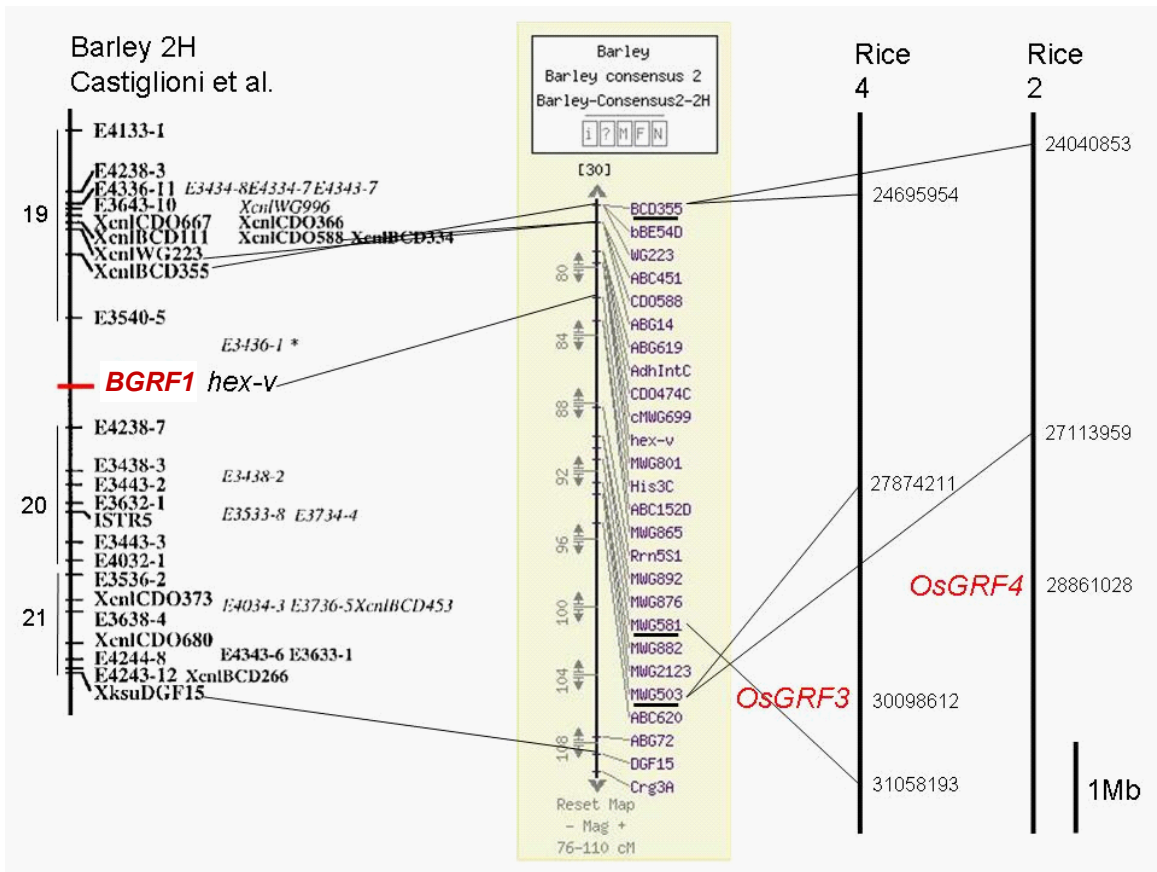 Barley 2H
Castiglioni et al.
E4133-1
E4238-3
E4336-11 E3434-8E4334-7 E4343-7
E3643-10 XcnlWG996
XcnlCDO667 XcnlCDO366
XcnlBCD111 XcnlCDO588 XcnlBCD334
XcnlWG223
XcnlBCD355
19
E3540-5
E3436-1 *
BGRF1 hex-v
E4238-7
E3438-3
E3438-2
E3443-2
E3632-1
20
ISTR5 E3533-8 E3734-4
E3443-3
E4032-1
E3536-2
XcnlCDO373 E4034-3 E3736-5XcnlBCD453
21
E3638-4
XcnlCDO680
E4244-8 E4343-6 E3633-1
E4243-12 XcnlBCD266
XksuDGF15
Barley
Barley consensus 2
Barley-Consensus2-2H
i ? M F N
[30]
80
84
88
92
96
100
104
108
BCD355
bBE54D
WG223
ABC451
CDO588
ABG14
ABG619
AdhIntC
CDO474C
cMWG699
hex-v
MWG801
His3C
ABC152D
MWG865
Rrn5S1
MWG892
MWG876
MWG581
MWG882
MWG2123
MWG503
ABC620
ABG72
DGF15
Crg3A
Reset Map
- Mag +
76-110 cM
Rice
4
24695954
27874211
OsGRF3 30098612
31058193
Rice
2
24040853
27113959
OsGRF4 28861028
1Mb